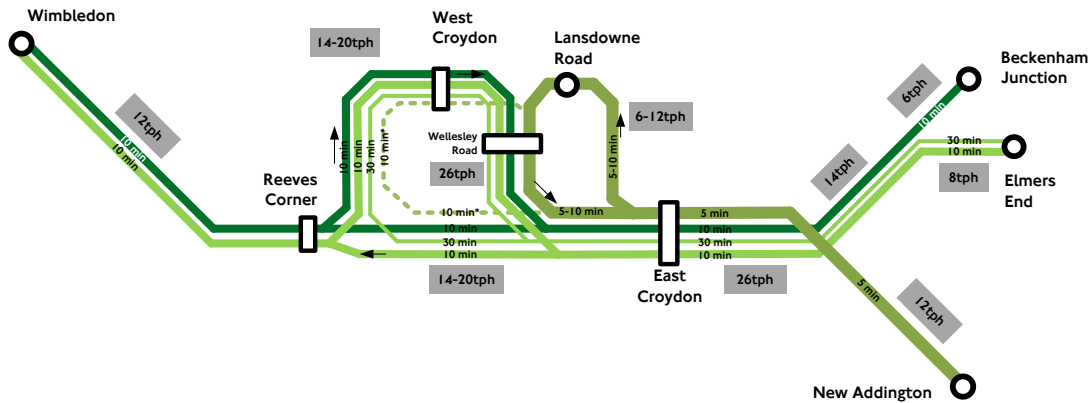 Wimbledon
12tph
10 min
10 min
Reeves
Corner
14-20tph
West
Croydon
10 min
10 min
30 min
10 min*
Wellesley
Road
26tph
Lansdowne
Road
6-12tph
5-10 min
10 min*
5-10 min
10 min
30 min
10 min
14-20tph
East
Croydon
5 min
10 min
30 min
10 min
26tph
14tph
6tph
10 min
Beckenham
Junction
30 min
10 min
8tph
Elmers
End
5 min
12tph
New Addington